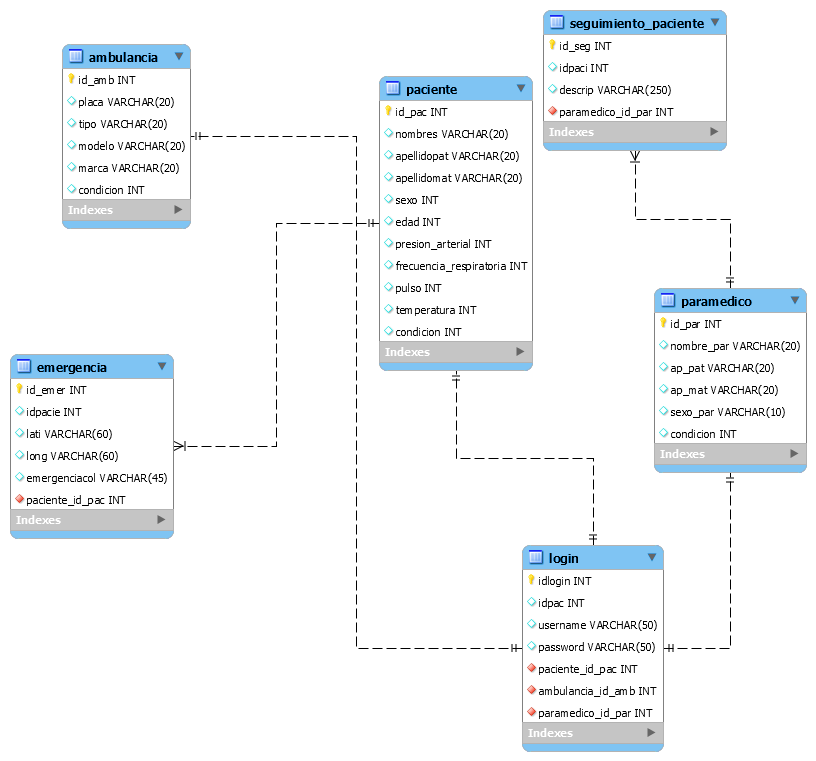 ambulancia
id_amb INT
placa VARCHAR(20)
tipo VARCHAR(20)
modelo VARCHAR(20)
marca VARCHAR(20)
condicion INT
Indexes
paciente
id_pac INT
nombres VARCHAR(20)
apellidopat VARCHAR(20)
apellidomat VARCHAR(20)
sexo INT
edad INT
presion_arterial INT
frecuencia_respiratoria INT
pulso INT
temperatura INT
condicion INT
Indexes
seguimiento_paciente
id_seg INT
idpaci INT
descrip VARCHAR(250)
paramedico_id_par INT
Indexes
emergencia
id_emer INT
idpacie INT
lati VARCHAR(60)
long VARCHAR(60)
emergenciacol VARCHAR(45)
paciente_id_pac INT
Indexes
paramedico
id_par INT
nombre_par VARCHAR(20)
ap_pat VARCHAR(20)
ap_mat VARCHAR(20)
sexo_par VARCHAR(10)
condicion INT
Indexes
login
idlogin INT
idpac INT
username VARCHAR(50)
password VARCHAR(50)
paciente_id_pac INT
ambulancia_id_amb INT
paramedico_id_par INT
Indexes